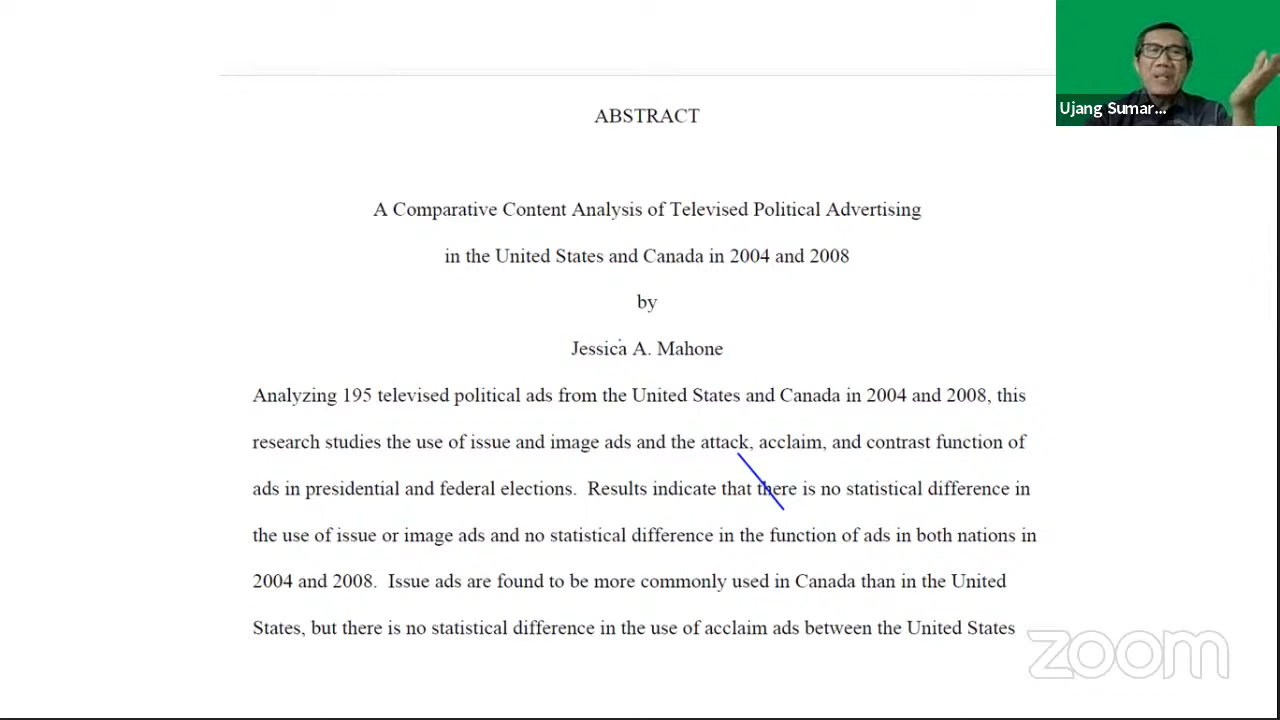 ABSTRACT
A Comparative Content Analysis of Televised Political Advertising
in the United States and Canada in 2004 and 2008
by
Jessica A. Mahone
Analyzing 195 televised political ads from the United States and Canada in 2004 and 2008, this
research studies the use of issue and image ads and the attack, acclaim, and contrast function of
ads in presidential and federal elections.  Results indicate that there is no statistical difference in
the use of issue or image ads and no statistical difference in the function of ads in both nations in
2004 and 2008.  Issue ads are found to be more commonly used in Canada than in the United
States, but there is no statistical difference in the use of acclaim ads between the United States
Ujang Sumar...
zoom